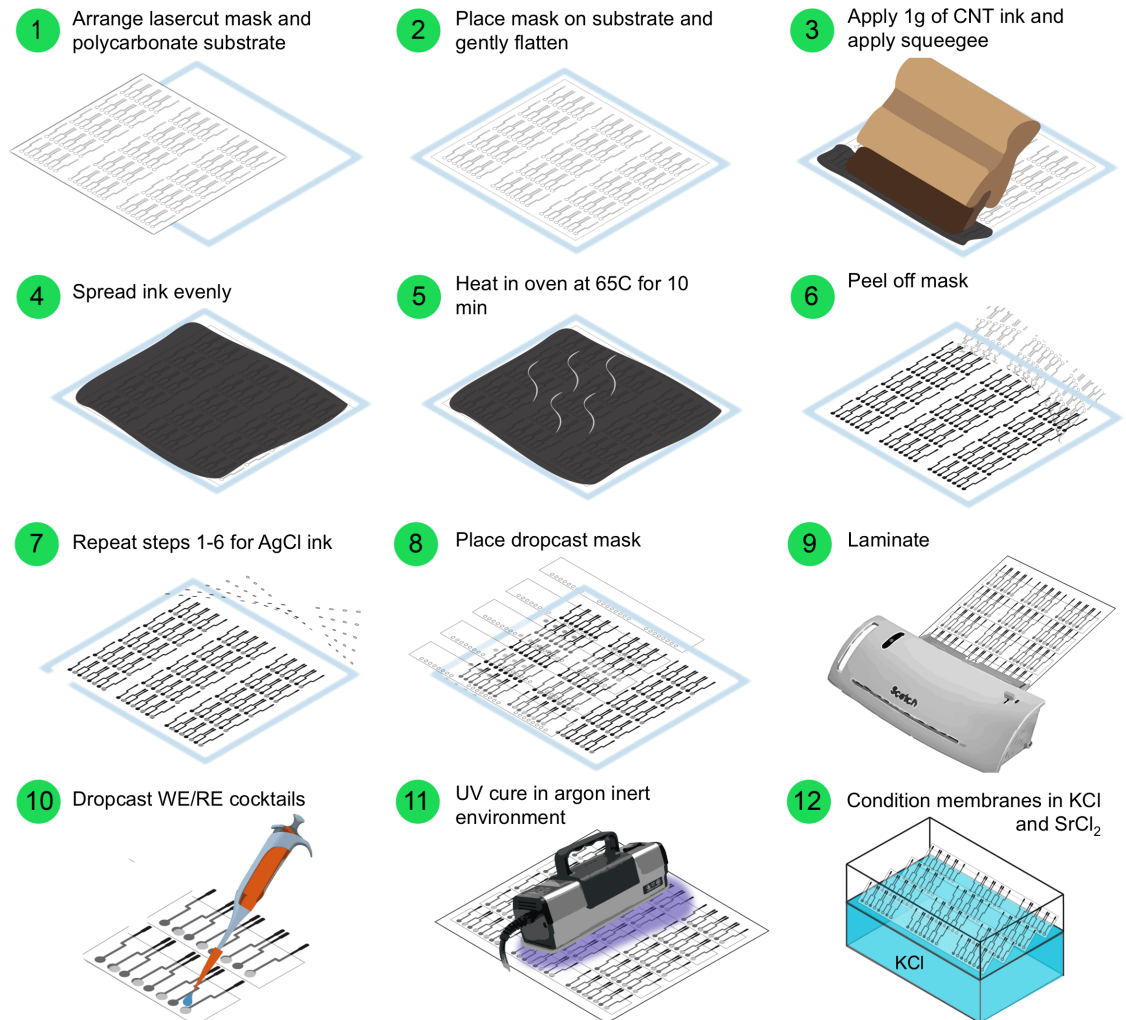 1
Arrange lasercut mask and
polycarbonate substrate
2
Place mask on substrate and
gently flatten
3
Apply 1g of CNT ink and
apply squeegee
4
Spread ink evenly
5
Heat in oven at 65C for 10
min
6
Peel off mask
7
Repeat steps 1-6 for AgCl ink
8
Place dropcast mask
9
Laminate
Scotch
10
Dropcast WE/RE cocktails
11
UV cure in argon inert
environment
12
Condition membranes in KCl
and SrCl₂
KCl